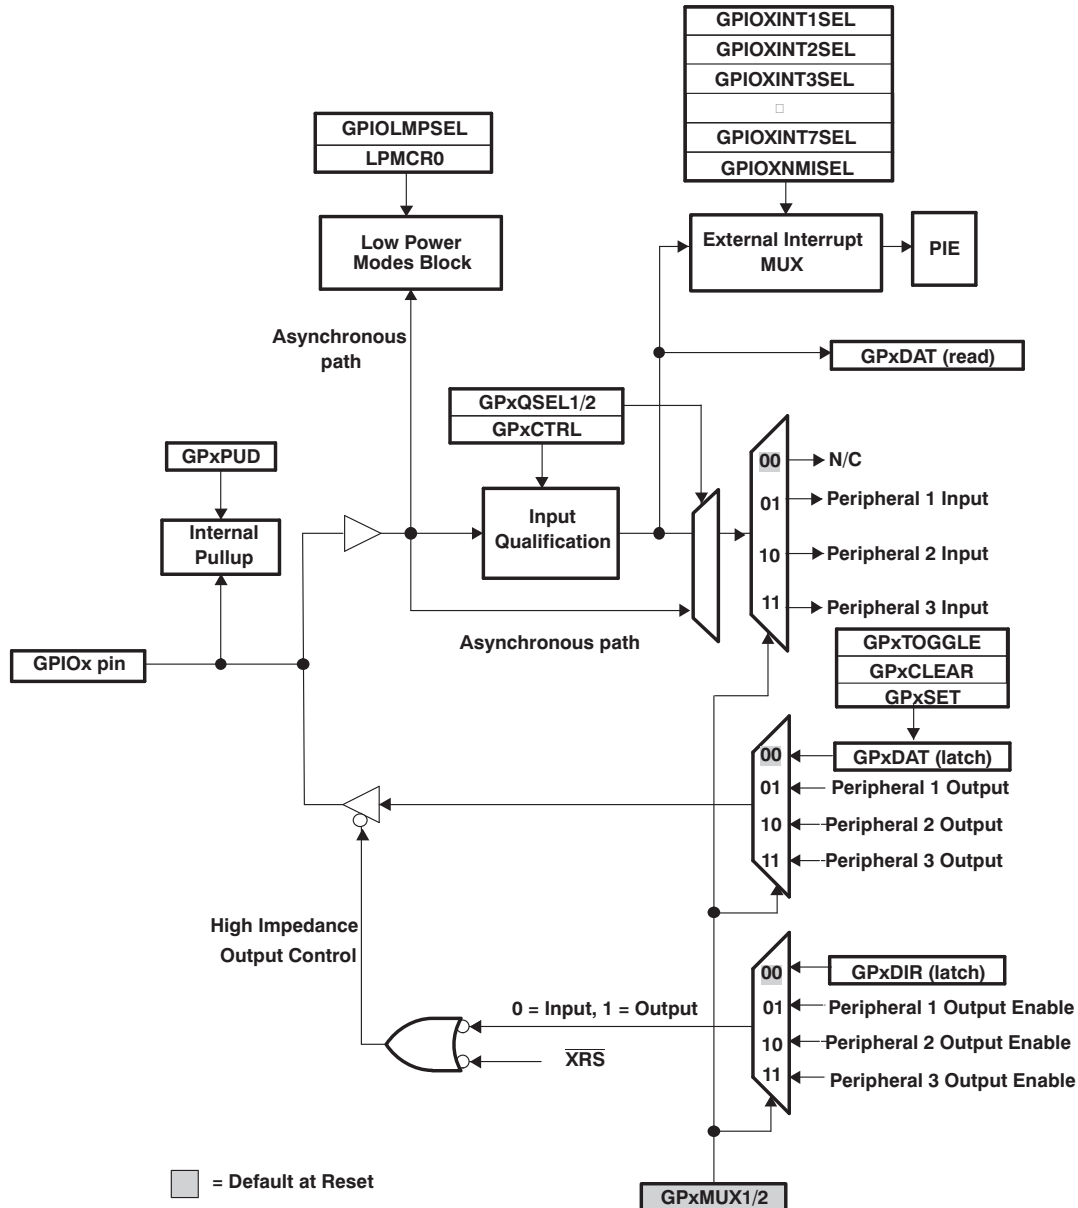 GPIOXINT1SEL
GPIOXINT2SEL
GPIOXINT3SEL
GPIOXINT7SEL
GPIOXNMISEL
GPIOLMPSEL
LPMCR0
Low Power
Modes Block
External Interrupt
MUX
PIE
Asynchronous
path
GPxDAT (read)
GPxQSEL1/2
GPxCTRL
GPxPUD
Internal
Pullup
Input
Qualification
00
N/C
01
Peripheral 1 Input
10
Peripheral 2 Input
11
Peripheral 3 Input
Asynchronous path
GPIOx pin
GPxTOGGLE
GPxCLEAR
GPxSET
00
GPxDAT (latch)
01
Peripheral 1 Output
10
Peripheral 2 Output
11
Peripheral 3 Output
High Impedance
Output Control
00
GPxDIR (latch)
0 = Input, 1 = Output
01
Peripheral 1 Output Enable
10
Peripheral 2 Output Enable
XRS
11
Peripheral 3 Output Enable
= Default at Reset
GPxMUX1/2